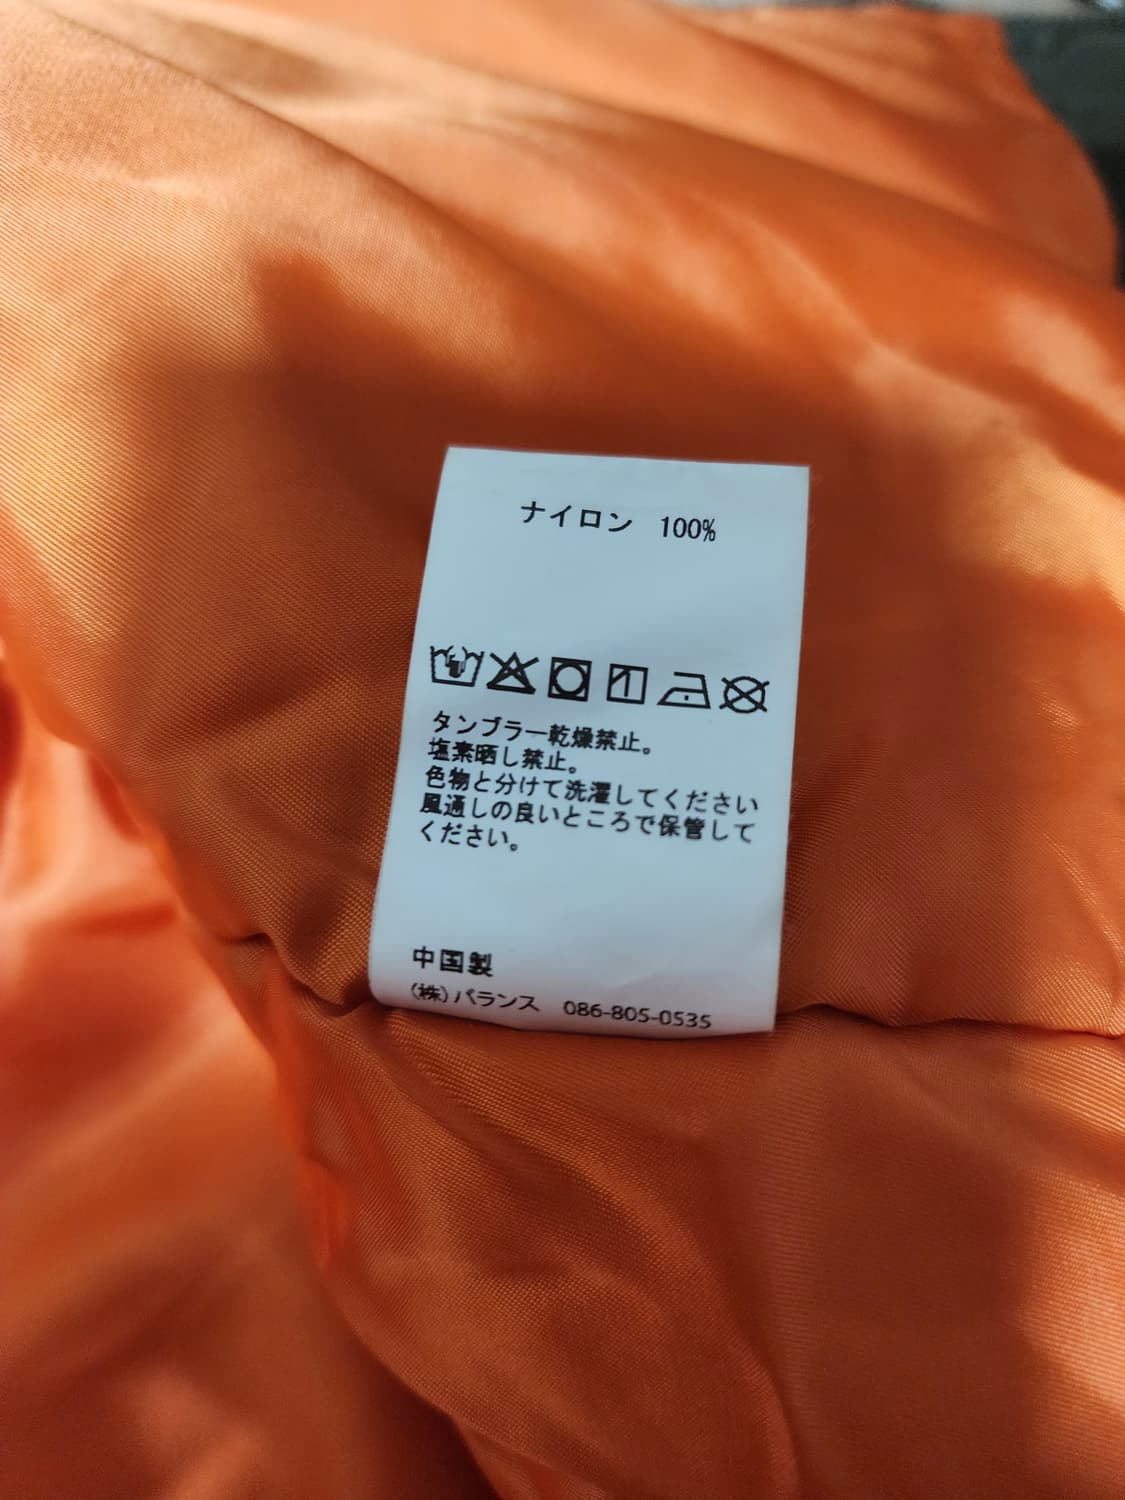 ナイロン 100%
タンブラー乾燥禁止。
塩素晒し禁止。
色物と分けて洗濯してください
風通しの良いところで保管して
ください。
中国製
(株)バランス 086-805-0535